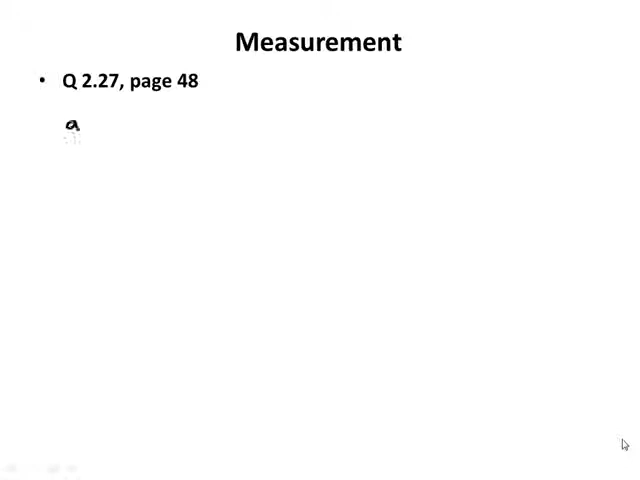 Measurement
• Q 2.27, page 48
a